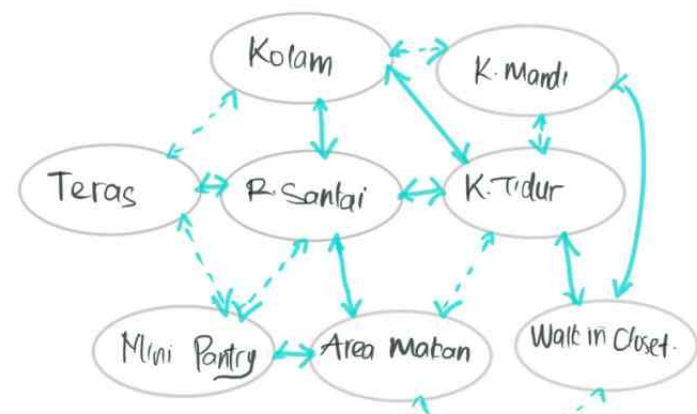 Kolam
K. Mandi
Teras
R. Santai
K. Tidur
Mini Pantry
Area Makan
Walk in Closet.